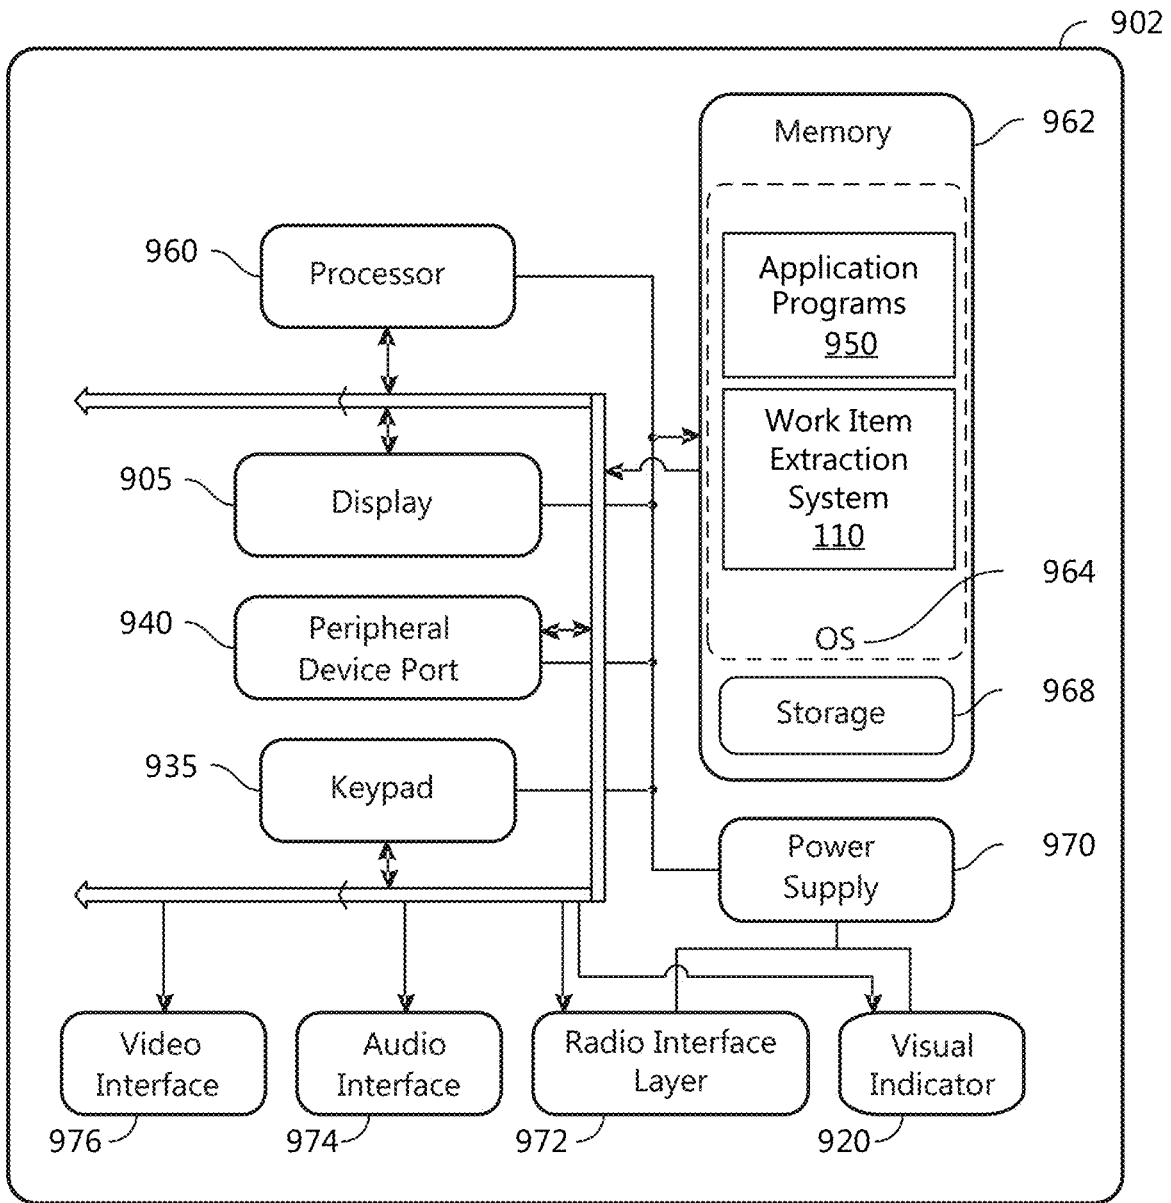 902
Memory
962
Application
Programs
950
960
Processor
Work Item
Extraction
System
110
905
Display
964
940
Peripheral
Device Port
OS
968
Storage
935
Keypad
Power
Supply
970
Video
Interface
Audio
Interface
Radio Interface
Layer
Visual
Indicator
976
974
972
920